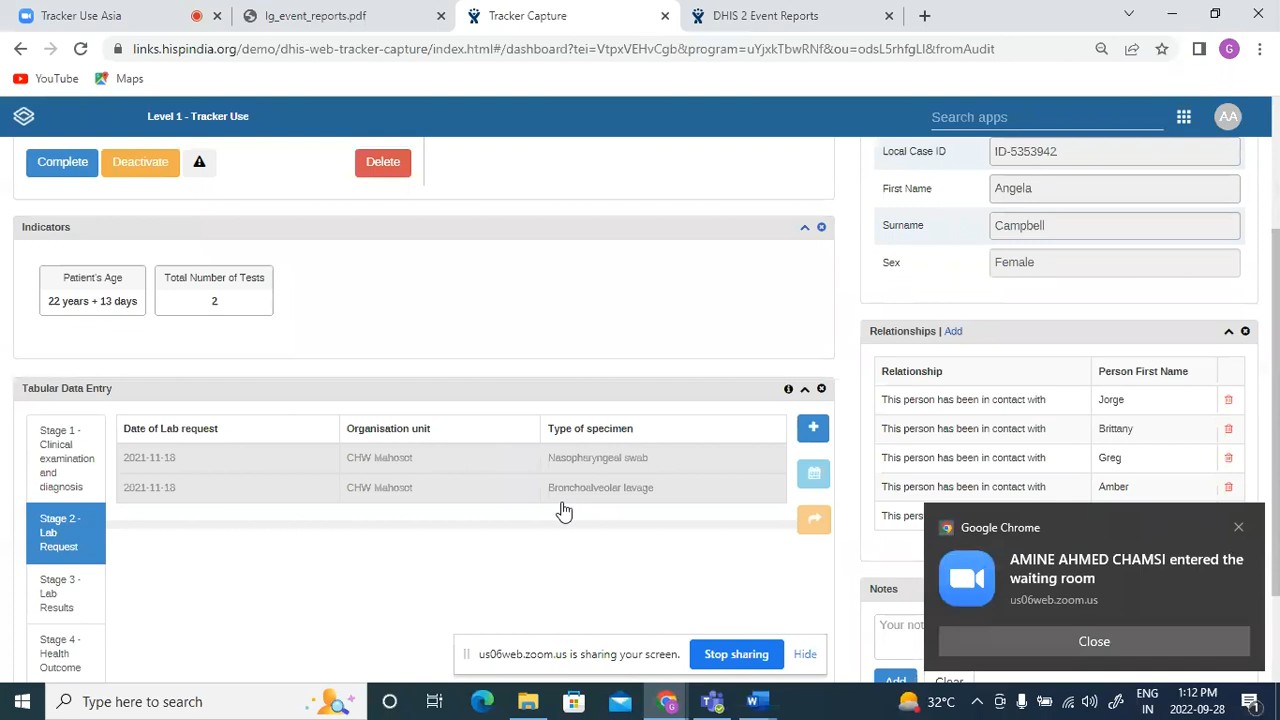 Tracker Use Asia
lg_event_reports.pdf
Tracker Capture
DHIS 2 Event Reports
links.hispindia.org/demo/dhis-web-tracker-capture/index.html#/dashboard?tei=VtpxVEHvCgb&program=uYjxkTbwRNf&ou=odsL5rhfgLI&fromAudit
G
YouTube
Maps
Level 1 - Tracker Use
Search apps
AA
Complete
Deactivate
Delete
Local Case ID
ID-5353942
First Name
Angela
Surname
Campbell
Sex
Female
Indicators
Patient's Age
22 years + 13 days
Total Number of Tests
2
Relationships | Add
Relationship
Person First Name
This person has been in contact with
Jorge
This person has been in contact with
Brittany
This person has been in contact with
Greg
This person has been in contact with
Amber
This pers
Tabular Data Entry
Stage 1 -
Clinical
examination
and
diagnosis
Stage 2 -
Lab
Request
Stage 3 -
Lab
Results
Stage 4 -
Health
Outcome
Date of Lab request
Organisation unit
Type of specimen
2021-11-18
CHW Mahosot
Nasopharyngeal swab
2021-11-18
CHW Mahosot
Bronchoalveolar lavage
Notes
Your not
Add
Clear
Google Chrome
AMINE AHMED CHAMSI entered the
waiting room
us06web.zoom.us
Close
us06web.zoom.us is sharing your screen.
Stop sharing
Hide
Type here to search
32°C
ENG
IN
1:12 PM
2022-09-28
1